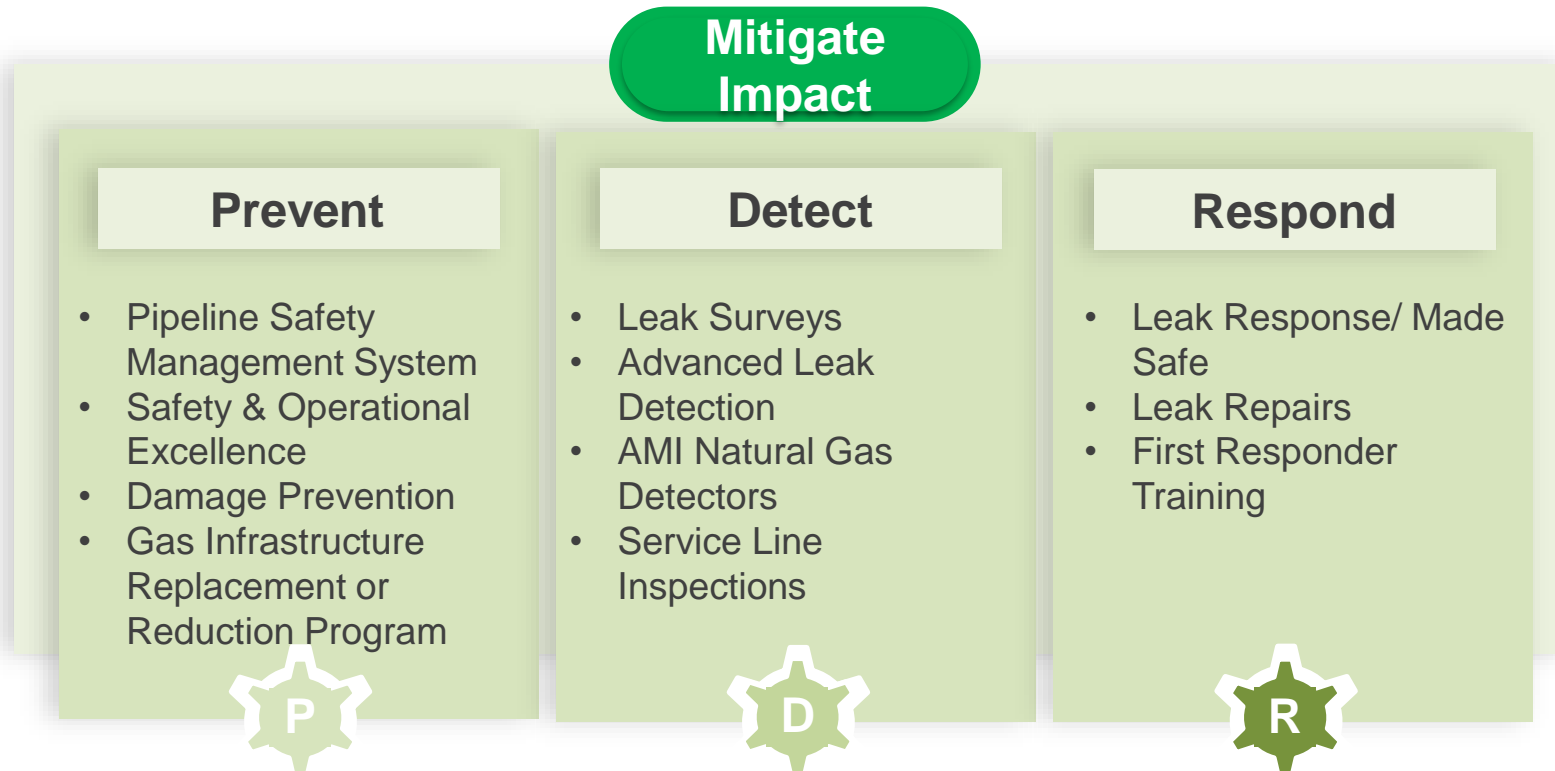 Mitigate
Impact
Prevent
• Pipeline Safety
Management System
• Safety & Operational
Excellence
• Damage Prevention
• Gas Infrastructure
Replacement or
Reduction Program
P
Detect
• Leak Surveys
• Advanced Leak
Detection
• AMI Natural Gas
Detectors
• Service Line
Inspections
D
Respond
• Leak Response/ Made
Safe
• Leak Repairs
• First Responder
Training
R